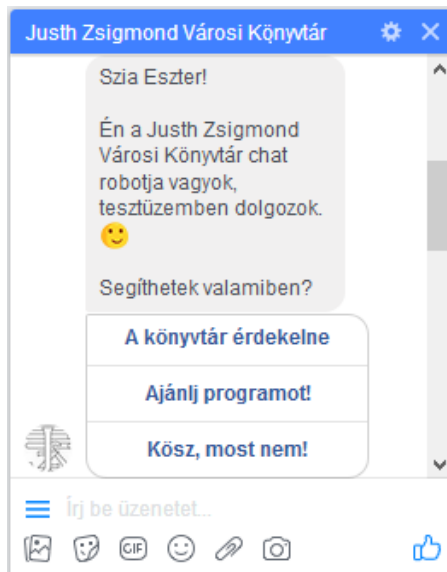 Justh Zsigmond Városi Könyvtár
Szia Eszter!
Én a Justh Zsigmond
Városi Könyvtár chat
robotja vagyok,
tesztüzemben dolgozok.
Segíthetek valamiben?
A könyvtár érdekelne
Ajánlj programot!
Kösz, most nem!
Írj be üzenetet...
GIF